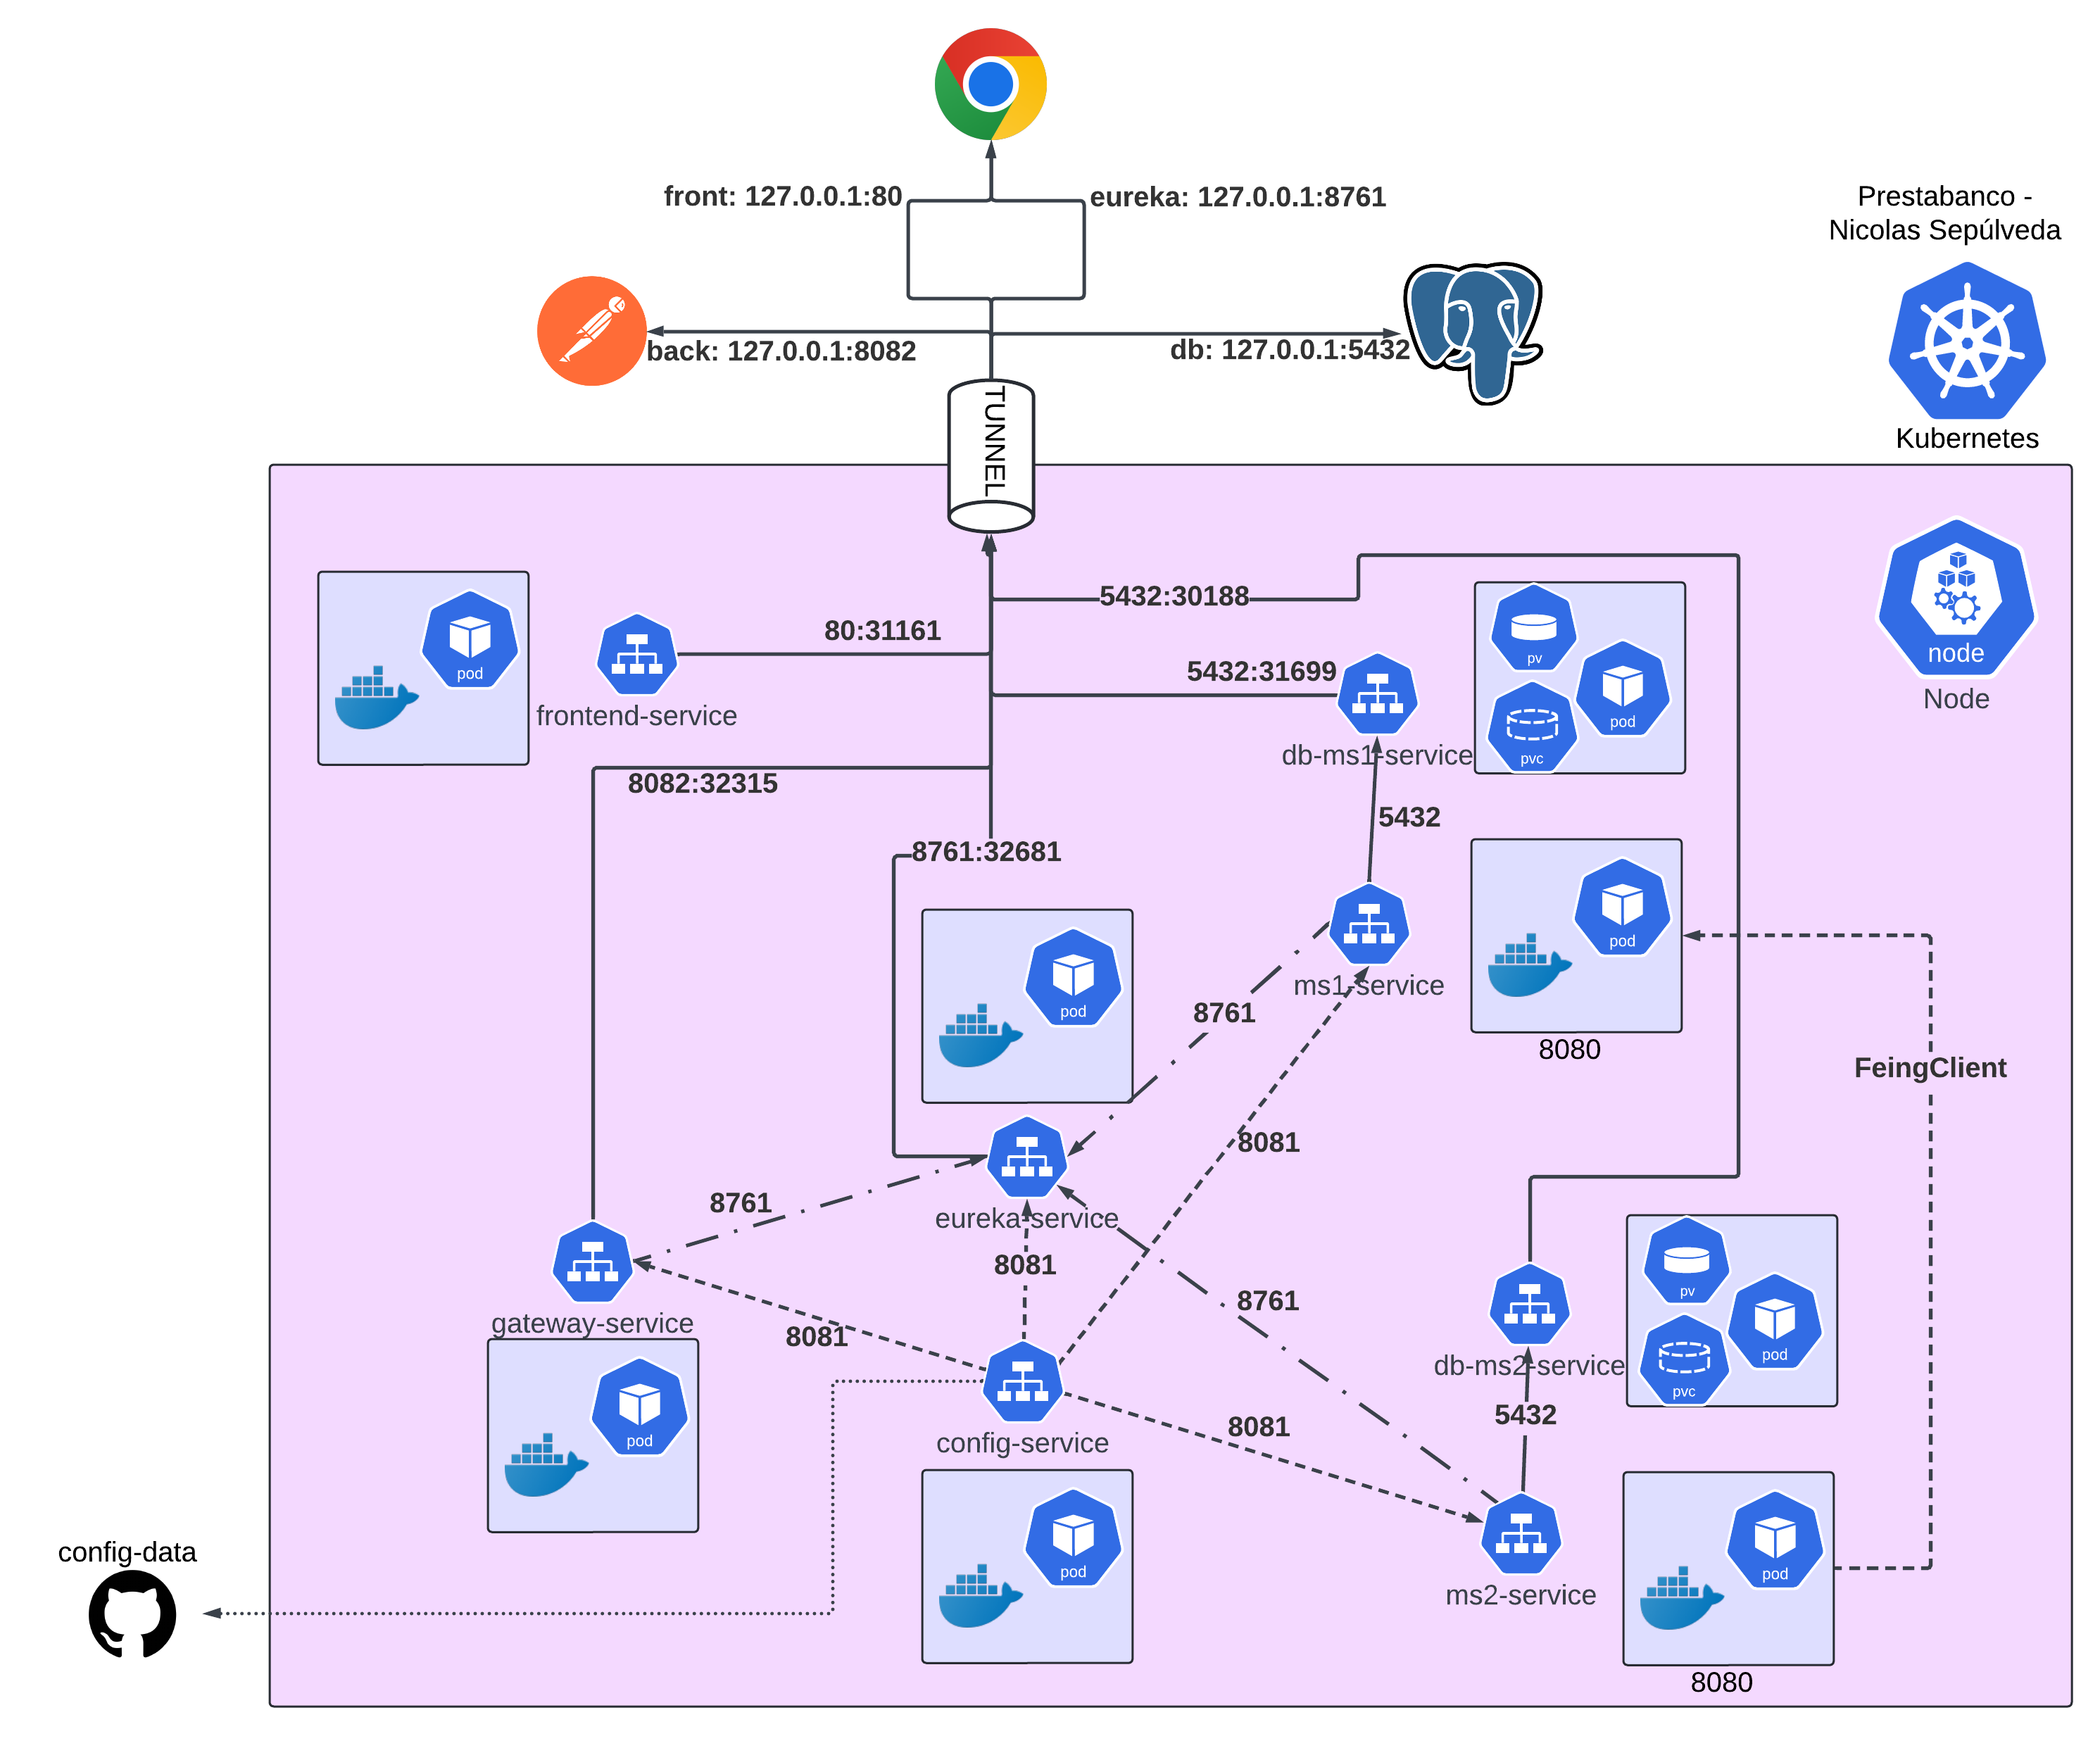 front: 127.0.0.1:80
eureka: 127.0.0.1:8761
Prestabanco -
Nicolas Sepúlveda
back: 127.0.0.1:8082
db: 127.0.0.1:5432
TUNNEL
Kubernetes
5432:30188
80:31161
pod
frontend-service
5432:31699
pv
pod
pvc
node
Node
db-ms1-service
8082:32315
5432
8761:32681
pod
pod
ms1-service
8761
8080
FeingClient
8081
8761
eureka-service
8081
8761
pv
pod
pvc
gateway-service
8081
db-ms2-service
5432
8081
pod
config-service
config-data
pod
pod
ms2-service
8080